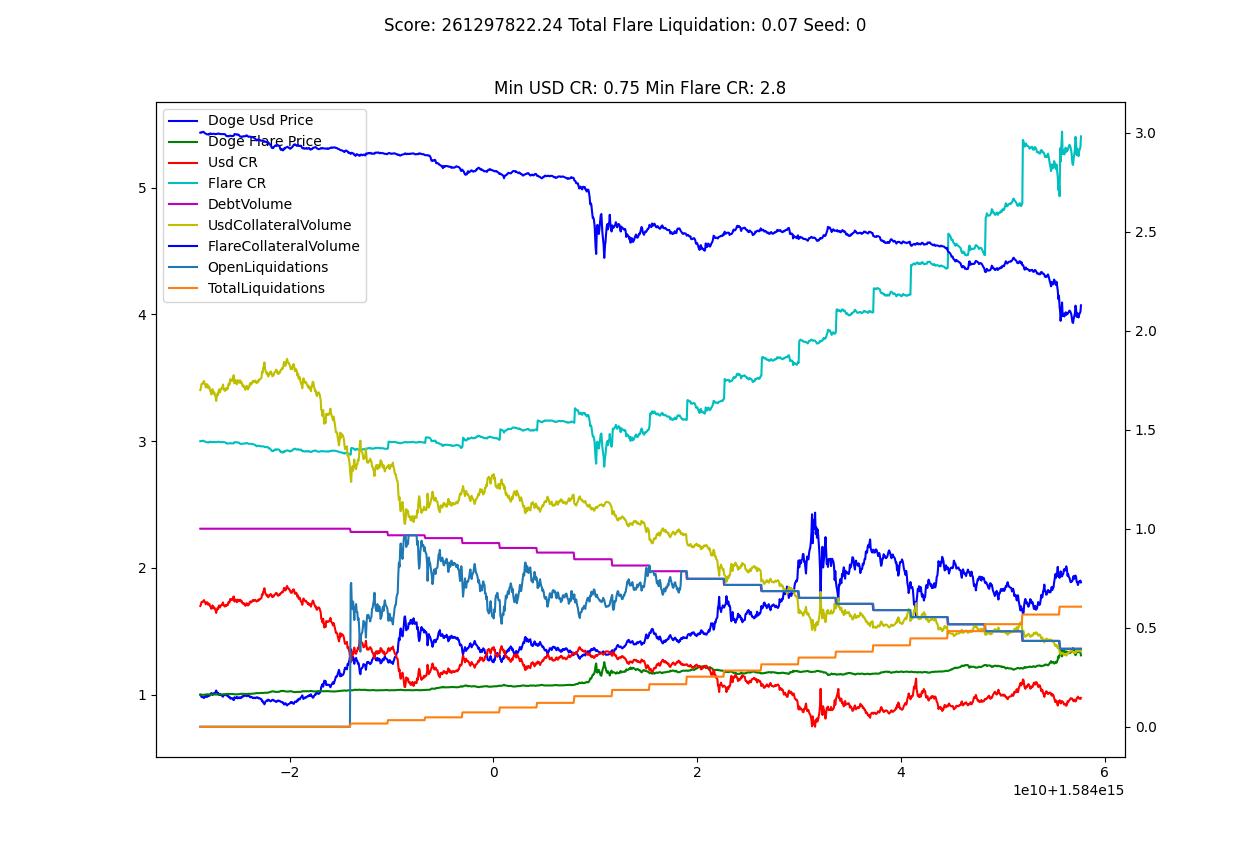 Score: 261297822.24 Total Flare Liquidation: 0.07 Seed: 0
Min USD CR: 0.75 Min Flare CR: 2.8
Doge Usd Price
Doge Flare Price
Usd CR
Flare CR
DebtVolume
UsdCollateralVolume
FlareCollateralVolume
OpenLiquidations
TotalLiquidations
5
4
3
2
1
3.0
2.5
2.0
1.5
1.0
0.5
0.0
−2
0
2
4
6
1e10+1.584e15